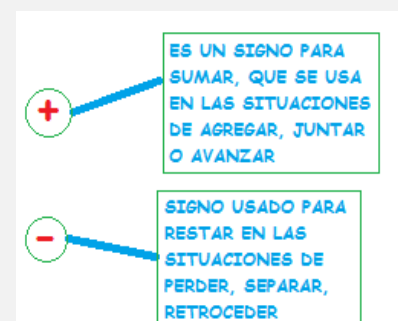 ES UN SIGNO PARA
SUMAR, QUE SE USA
EN LAS SITUACIONES
DE AGREGAR, JUNTAR
O AVANZAR
+
SIGNO USADO PARA
RESTAR EN LAS
SITUACIONES DE
PERDER, SEPARAR,
RETROCEDER
-